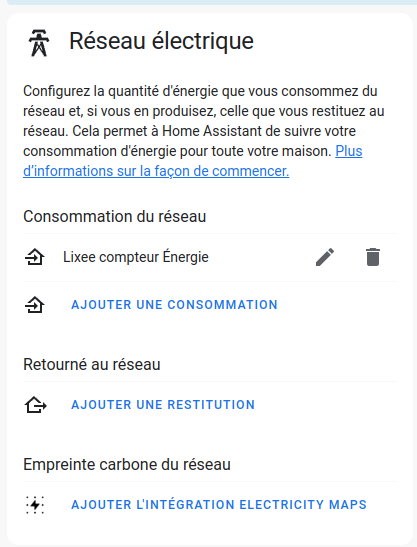 Réseau électrique
Configurez la quantité d'énergie que vous consommez du
réseau et, si vous en produisez, celle que vous restituez au
réseau. Cela permet à Home Assistant de suivre votre
consommation d'énergie pour toute votre maison. Plus
d’informations sur la façon de commencer.
Consommation du réseau
Lixee compteur Énergie
AJOUTER UNE CONSOMMATION
Retourné au réseau
AJOUTER UNE RESTITUTION
Empreinte carbone du réseau
AJOUTER L'INTÉGRATION ELECTRICITY MAPS